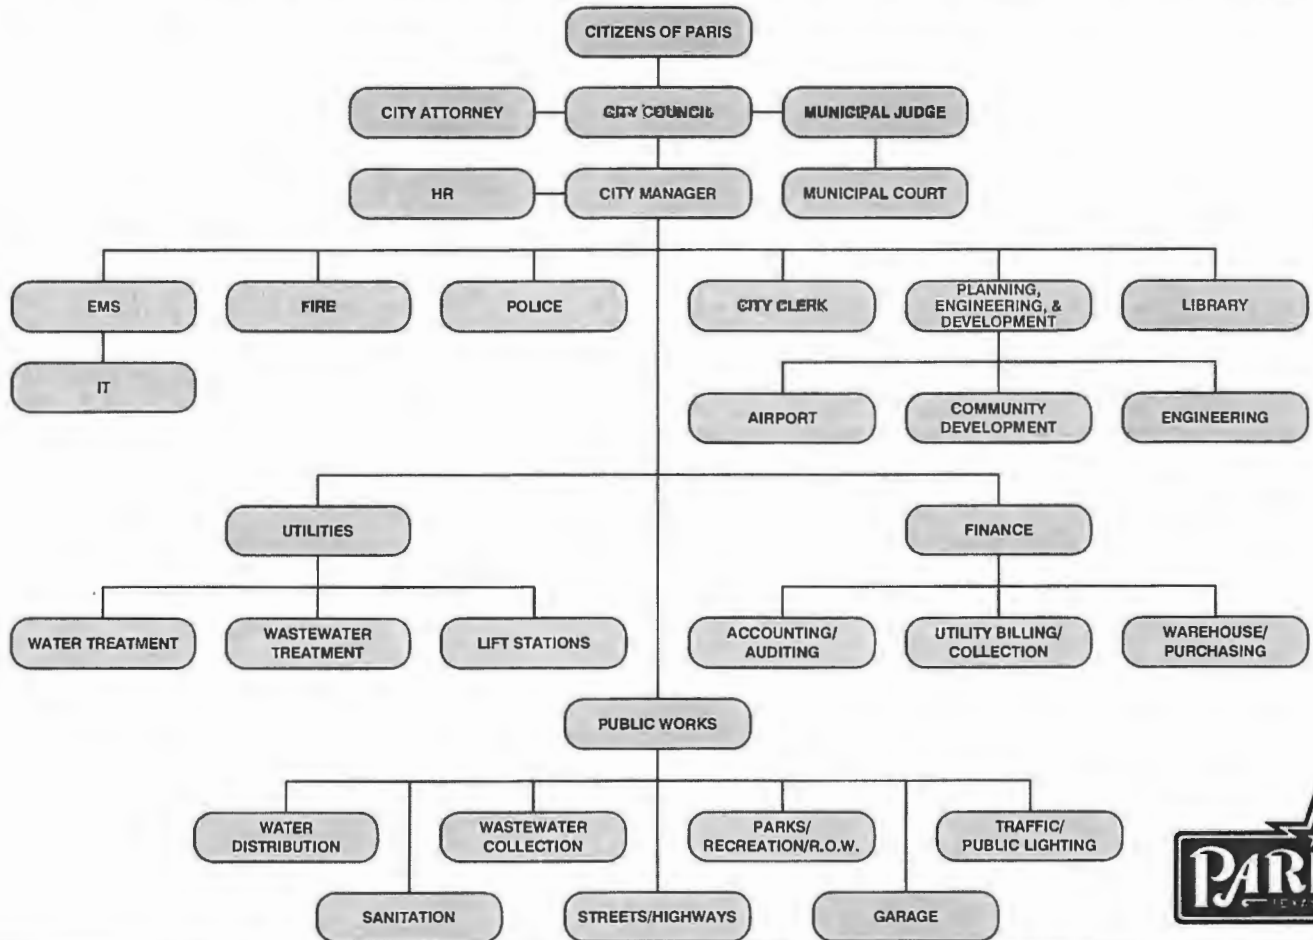 CITIZENS OF PARIS
CITY ATTORNEY
CITY COUNCIL
MUNICIPAL JUDGE
HR
CITY MANAGER
MUNICIPAL COURT
EMS
FIRE
POLICE
CITY CLERK
PLANNING,
ENGINEERING, &
DEVELOPMENT
LIBRARY
IT
AIRPORT
COMMUNITY
DEVELOPMENT
ENGINEERING
UTILITIES
FINANCE
WATER TREATMENT
WASTEWATER
TREATMENT
LIFT STATIONS
ACCOUNTING/
AUDITING
UTILITY BILLING/
COLLECTION
WAREHOUSE/
PURCHASING
PUBLIC WORKS
WATER
DISTRIBUTION
WASTEWATER
COLLECTION
PARKS/
RECREATION/R.O.W.
TRAFFIC/
PUBLIC LIGHTING
SANITATION
STREETS/HIGHWAYS
GARAGE